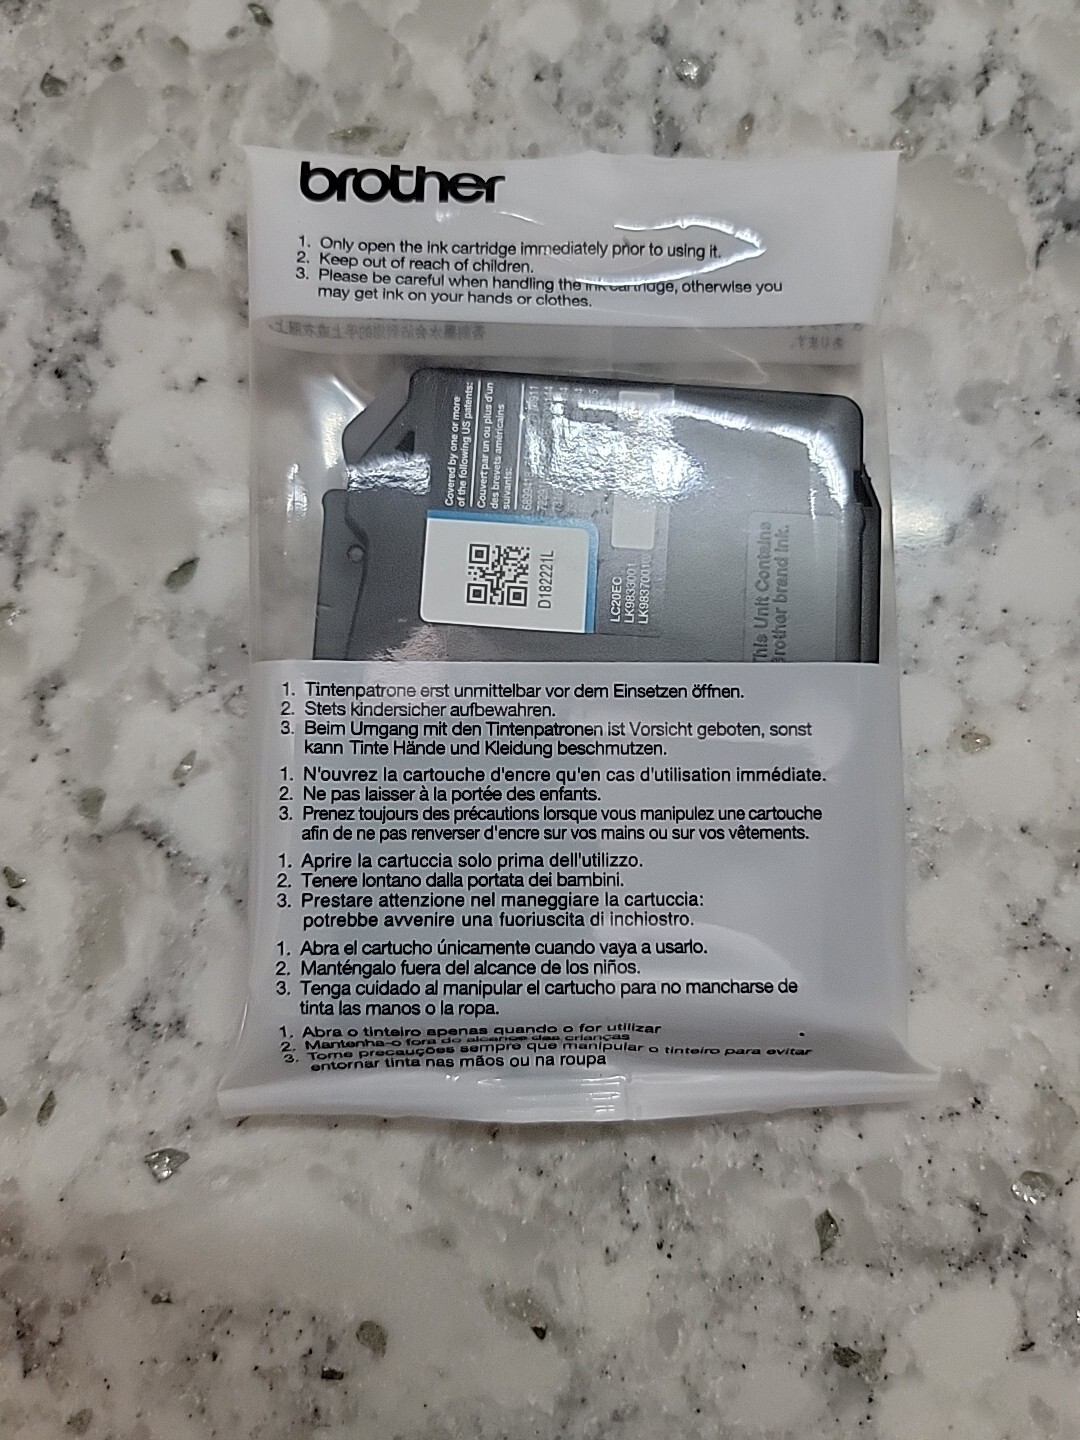 brother
1. Only open the ink cartridge immediately prior to using it.
2. Keep out of reach of children.
3. Please be careful when handling the ink cartridge, otherwise you
may get ink on your hands or clothes.
Covered by one or more
of the following US patents:
Couvert par un ou plus d'un
des brevets américains
suivants:
D182221L
LC20EC
LK9833001
This Unit Contains
Brother brand Ink.
1. Tintenpatrone erst unmittelbar vor dem Einsetzen öffnen.
2. Stets kindersicher aufbewahren.
3. Beim Umgang mit den Tintenpatronen ist Vorsicht geboten, sonst
kann Tinte Hände und Kleidung beschmutzen.
1. N'ouvrez la cartouche d'encre qu'en cas d'utilisation immédiate.
2. Ne pas laisser à la portée des enfants.
3. Prenez toujours des précautions lorsque vous manipulez une cartouche
afin de ne pas renverser d'encre sur vos mains ou sur vos vêtements.
1. Aprire la cartuccia solo prima dell'utilizzo.
2. Tenere lontano dalla portata dei bambini.
3. Prestare attenzione nel maneggiare la cartuccia:
potrebbe avvenire una fuoriuscita di inchiostro.
1. Abra el cartucho únicamente cuando vaya a usarlo.
2. Manténgalo fuera del alcance de los niños.
3. Tenga cuidado al manipular el cartucho para no mancharse de
tinta las manos o la ropa.
1. Abra o tinteiro apenas quando o for utilizar
2. Mantenha-o fora do alcance das crianças
3. Tome precauções sempre que manipular o tinteiro para evitar
entornar tinta nas mãos ou na roupa